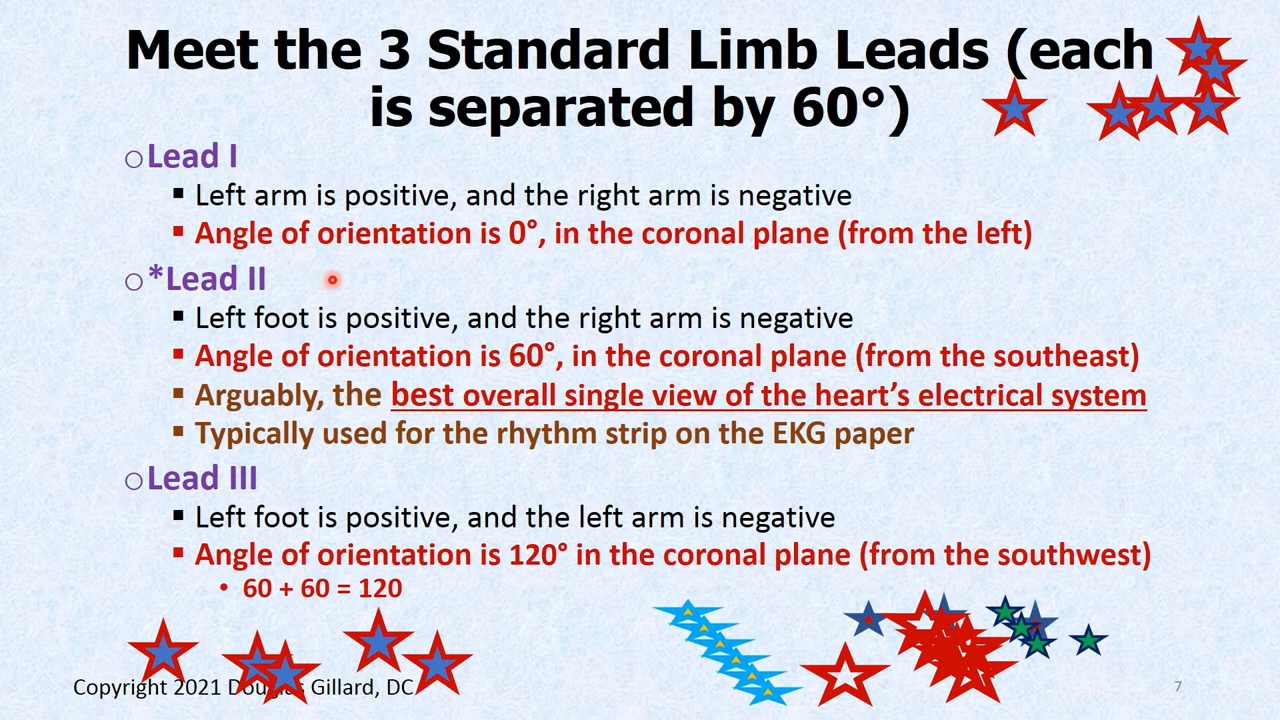 Meet the 3 Standard Limb Leads (each
is separated by 60°)
○Lead I
▪ Left arm is positive, and the right arm is negative
▪ Angle of orientation is 0°, in the coronal plane (from the left)
○*Lead II
▪ Left foot is positive, and the right arm is negative
▪ Angle of orientation is 60°, in the coronal plane (from the southeast)
▪ Arguably, the best overall single view of the heart’s electrical system
▪ Typically used for the rhythm strip on the EKG paper
○Lead III
▪ Left foot is positive, and the left arm is negative
▪ Angle of orientation is 120° in the coronal plane (from the southwest)
• 60 + 60 = 120
Copyright 2021 Douglas Gillard, DC
7